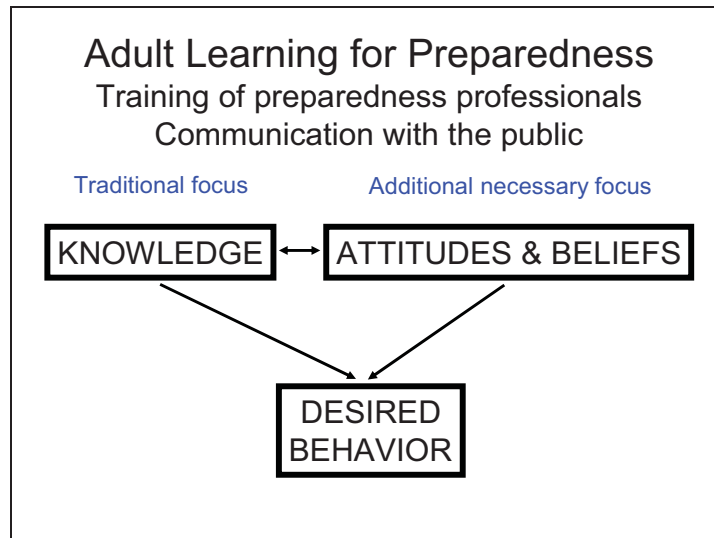 Adult Learning for Preparedness
Training of preparedness professionals
Communication with the public
Traditional focus
Additional necessary focus
KNOWLEDGE
ATTITUDES & BELIEFS
DESIRED
BEHAVIOR